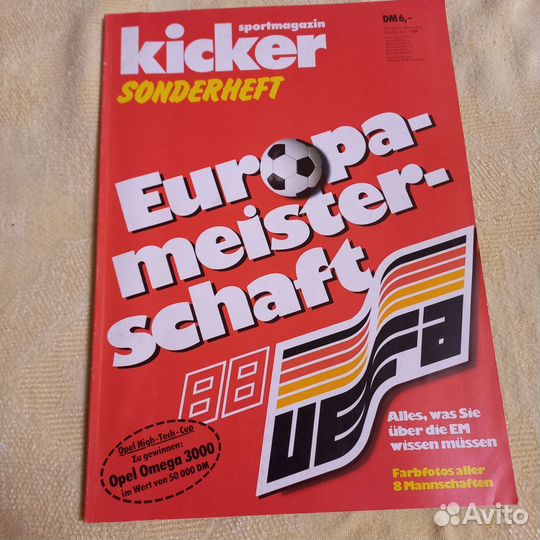 sportmagazin
kicker
SONDERHEFT
DM 6,-
Europa-
meister-
schaft
88
UEFA
Alles, was Sie
über die EM
wissen müssen
Farbfotos aller
8 Mannschaften
Opel High-Tech-Cup
Zu gewinnen:
Opel Omega 3000
im Wert von 50 000 DM
Avito